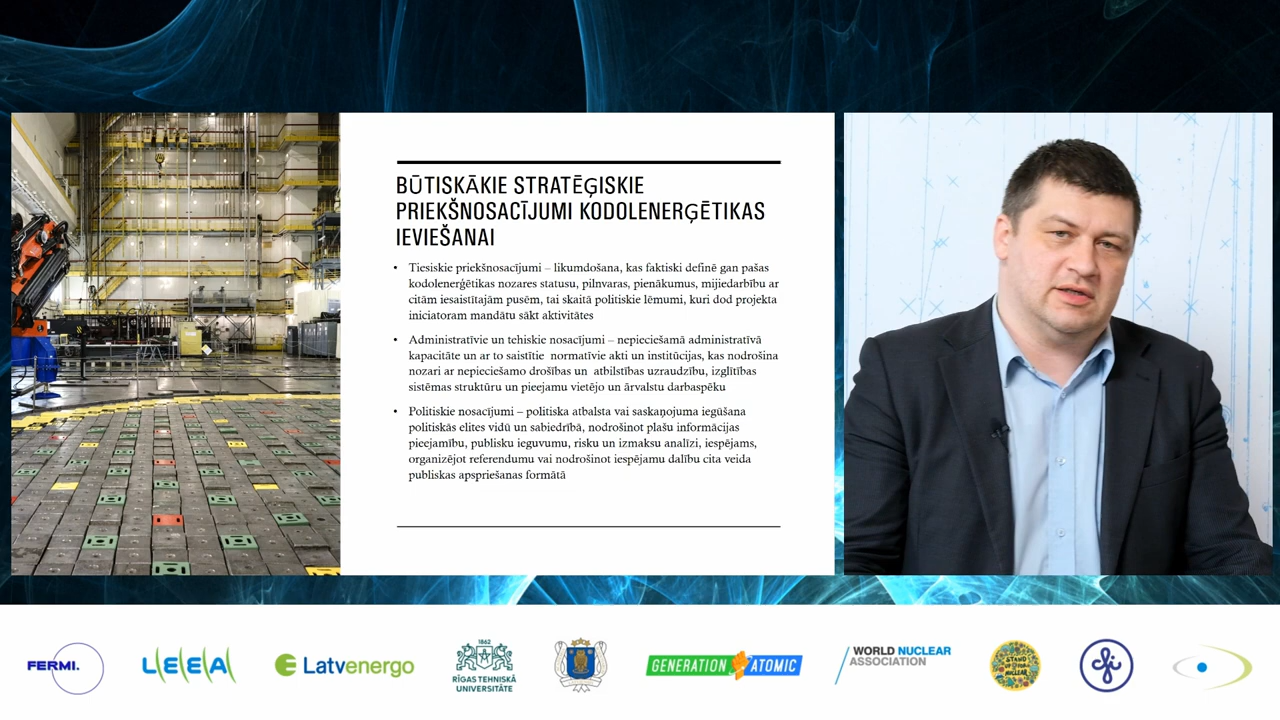 BŪTISKĀKIE STRATĒĢISKIE
PRIEKŠNOSACĪJUMI KODOLENERĢĒTIKAS
IEVIEŠANAI
• Tiesiskie priekšnosacījumi – likumdošana, kas faktiski definē gan pašas
kodolenerģētikas nozares statusu, pilnvaras, pienākumus, mijiedarbību ar
citām iesaistītajām pusēm, tai skaitā politiskie lēmumi, kuri dod projekta
iniciatoram mandātu sākt aktivitātes
• Administratīvie un tehiskie nosacījumi – nepieciešamā administratīvā
kapacitāte un ar to saistītie normatīvie akti un institūcijas, kas nodrošina
nozari ar nepieciešamo drošības un atbilstības uzraudzību, izglītības
sistēmas struktūru un pieejamu vietējo un ārvalstu darbaspēku
• Politiskie nosacījumi – politiska atbalsta vai saskaņojuma iegūšana
politiskās elites vidū un sabiedrībā, nodrošinot plašu informācijas
pieejamību, publisku ieguvumu, risku un izmaksu analīzi, iespējams,
organizējot referendumu vai nodrošinot iespējamu dalību cita veida
publiskas apspriešanas formātā
FERMI.
LEEA
Latvenergo
1862
RĪGAS TEHNISKĀ
UNIVERSITĀTE
GENERATION ATOMIC
WORLD NUCLEAR
ASSOCIATION
STAND
UP FOR
NUCLEAR